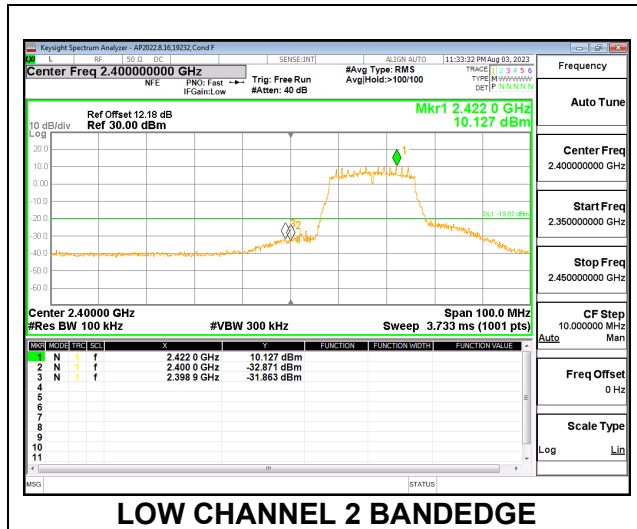 Keysight Spectrum Analyzer - AP2022.8.16,19232,Cond F
L RF 50 Ω DC SENSE:INT ALIGN AUTO 11:33:32 PM Aug 03, 2023
Center Freq 2.400000000 GHz
NFE PNO: Fast IFGain:Low
Trig: Free Run
#Atten: 40 dB
#Avg Type: RMS
Avg|Hold:>100/100
TRACE 1 2 3 4 5 6
TYPE M W W W W W
DET P N N N N N
Frequency
Auto Tune
Center Freq
2.400000000 GHz
Start Freq
2.350000000 GHz
Stop Freq
2.450000000 GHz
CF Step
10.000000 MHz
Auto Man
Freq Offset
0 Hz
Scale Type
Log Lin
Ref Offset 12.18 dB
10 dB/div Ref 30.00 dBm
Log
Mkr1 2.422 0 GHz
10.127 dBm
20.0
10.0
0.00
-10.0
-20.0
-30.0
-40.0
-50.0
-60.0
1
DL1 -19.87 dBm
Center 2.40000 GHz Span 100.0 MHz
#Res BW 100 kHz #VBW 300 kHz Sweep 3.733 ms (1001 pts)
MKR MODE TRC SCL X Y FUNCTION FUNCTION WIDTH FUNCTION VALUE
1 N 1 f 2.422 0 GHz 10.127 dBm
2 N 1 f 2.400 0 GHz -32.871 dBm
3 N 1 f 2.398 9 GHz -31.863 dBm
4
5
6
7
8
9
10
11
MSG STATUS
LOW CHANNEL 2 BANDEDGE